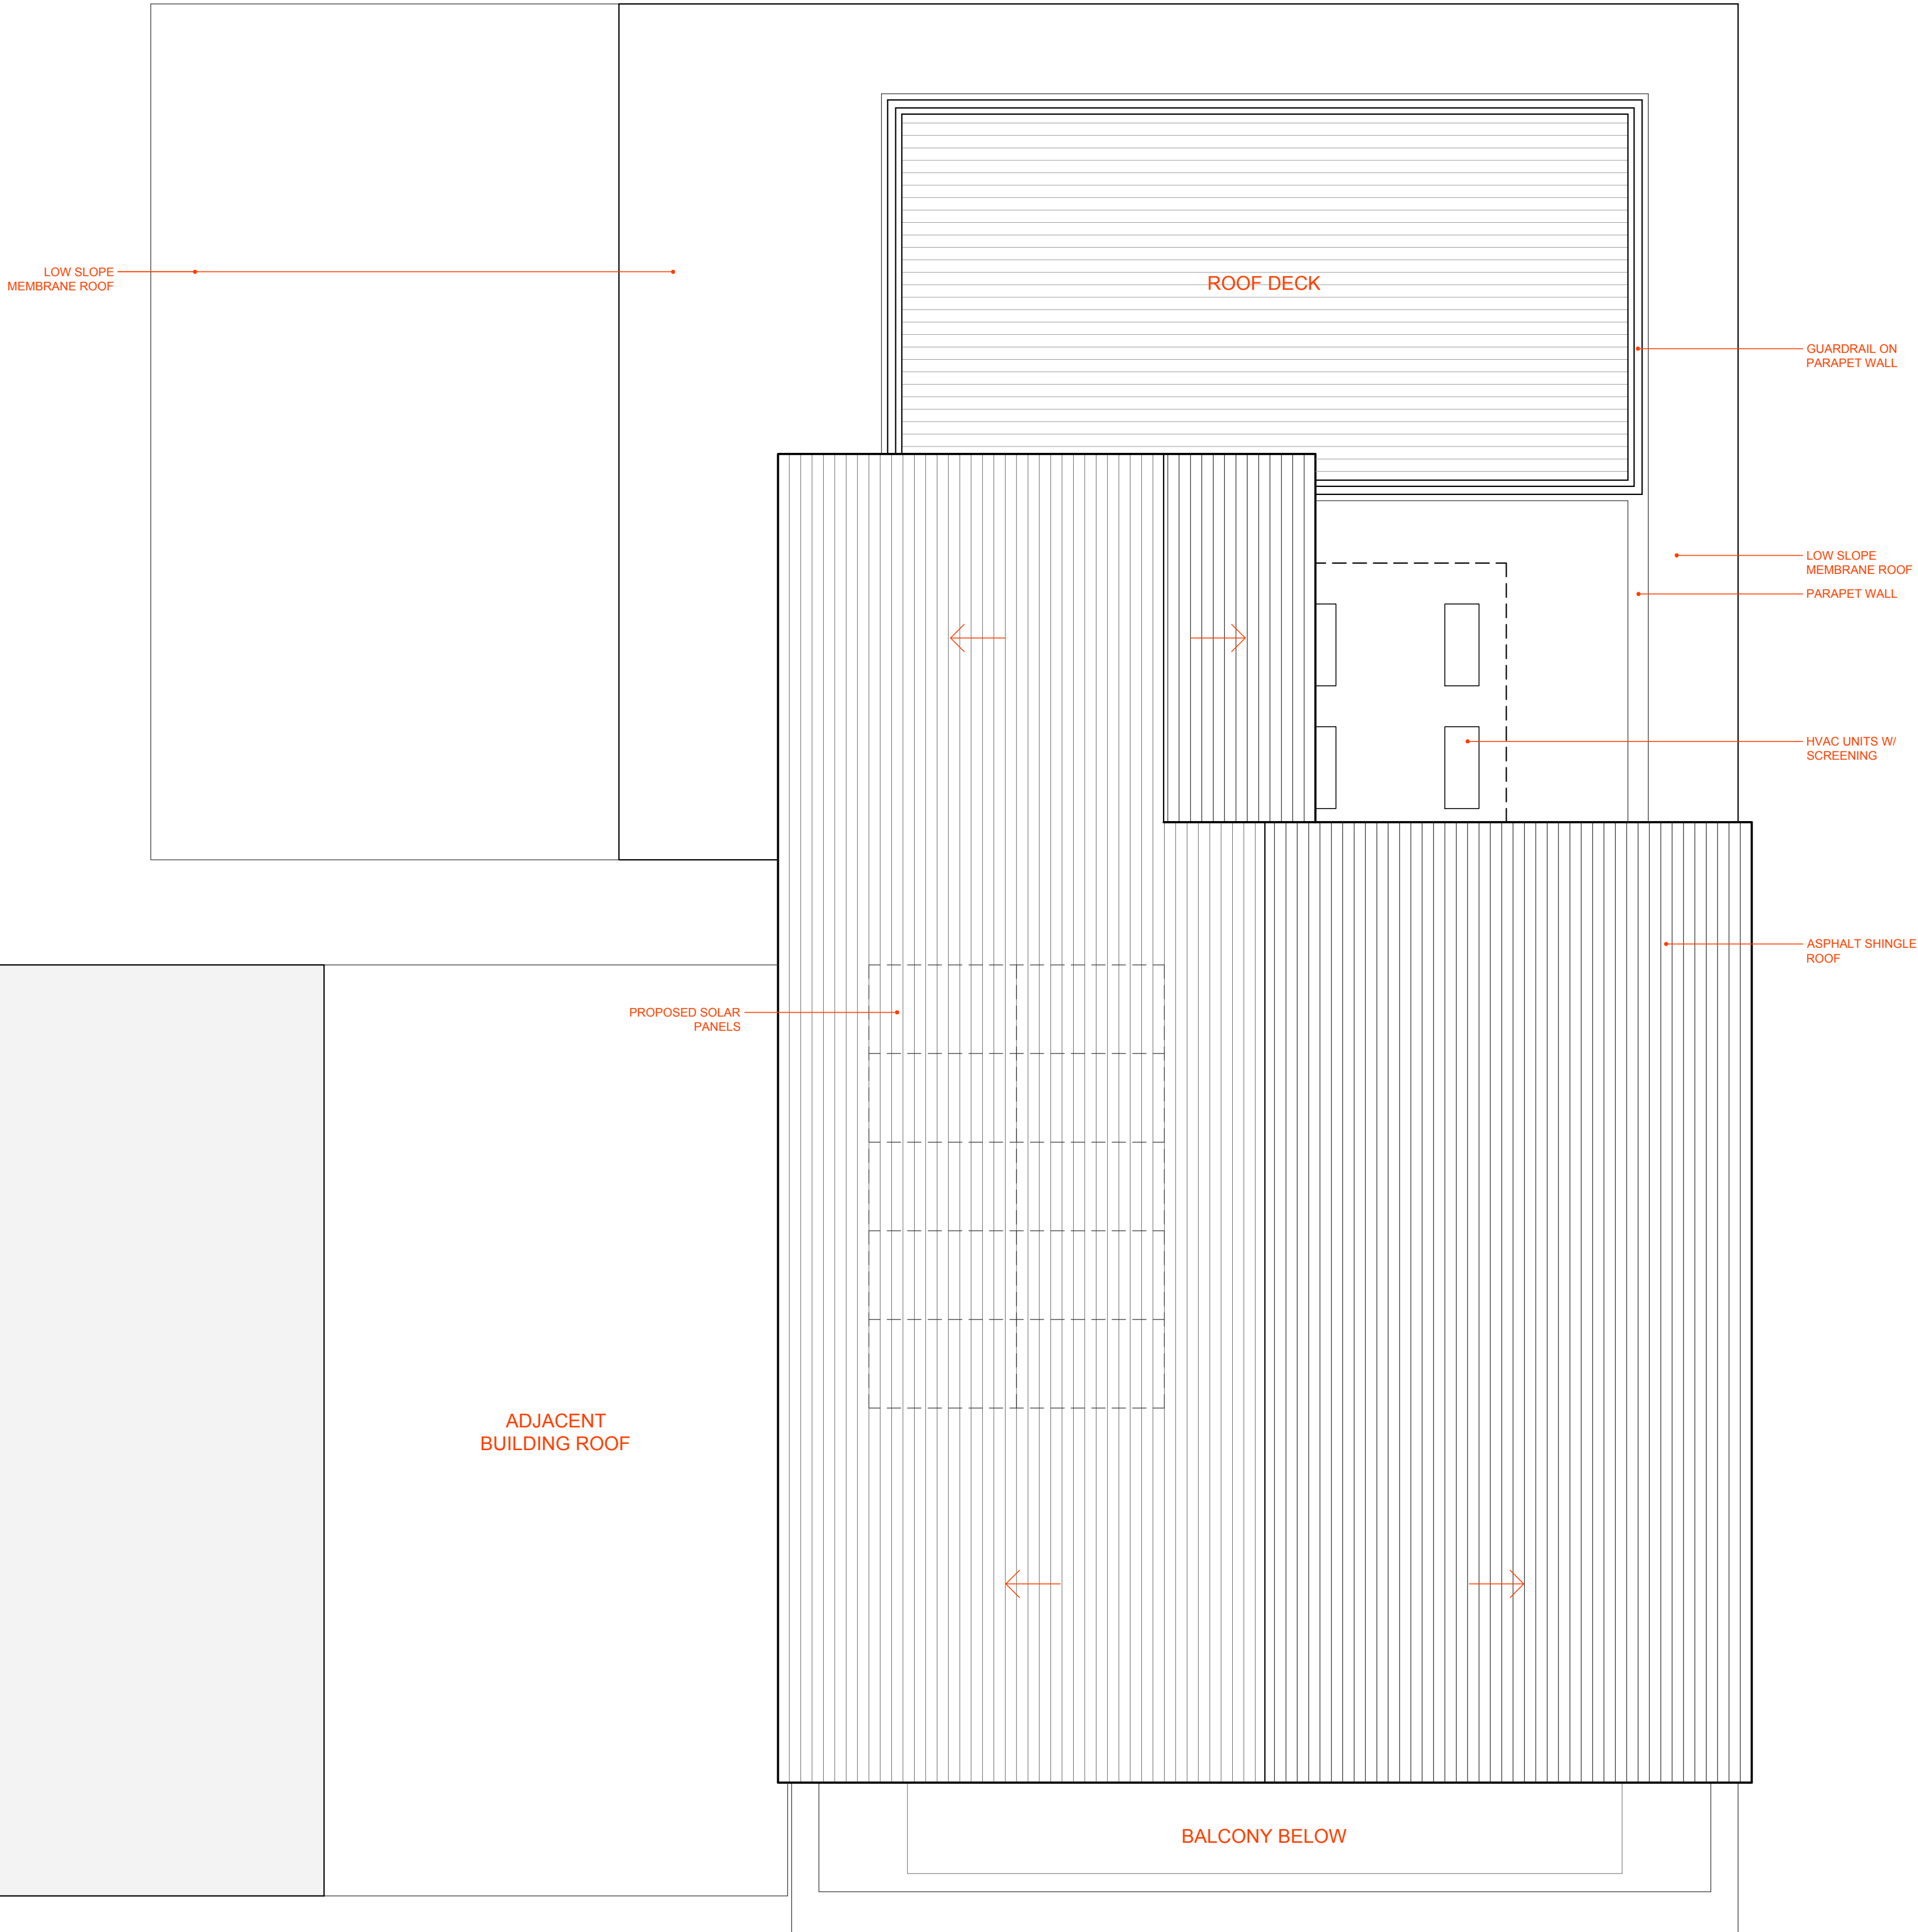 LOW SLOPE
MEMBRANE ROOF
ROOF DECK
GUARDRAIL ON
PARAPET WALL
LOW SLOPE
MEMBRANE ROOF
PARAPET WALL
HVAC UNITS W/
SCREENING
ASPHALT SHINGLE
ROOF
PROPOSED SOLAR
PANELS
ADJACENT
BUILDING ROOF
BALCONY BELOW